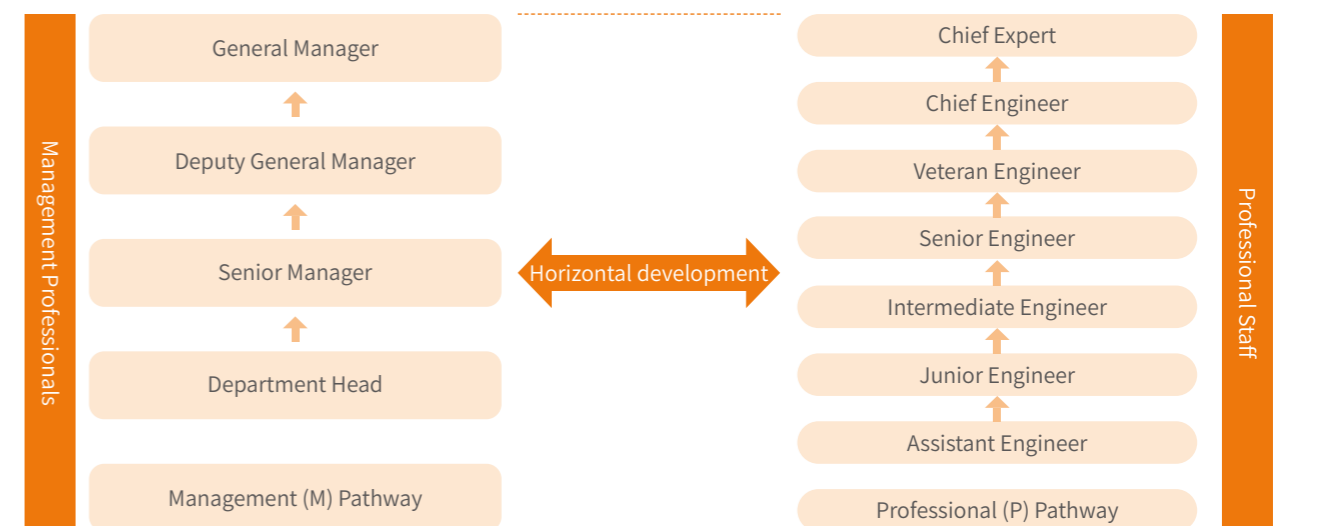 Management Professionals
General Manager
Deputy General Manager
Senior Manager
Department Head
Management (M) Pathway
Horizontal development
Chief Expert
Chief Engineer
Veteran Engineer
Senior Engineer
Intermediate Engineer
Junior Engineer
Assistant Engineer
Professional (P) Pathway
Professional Staff